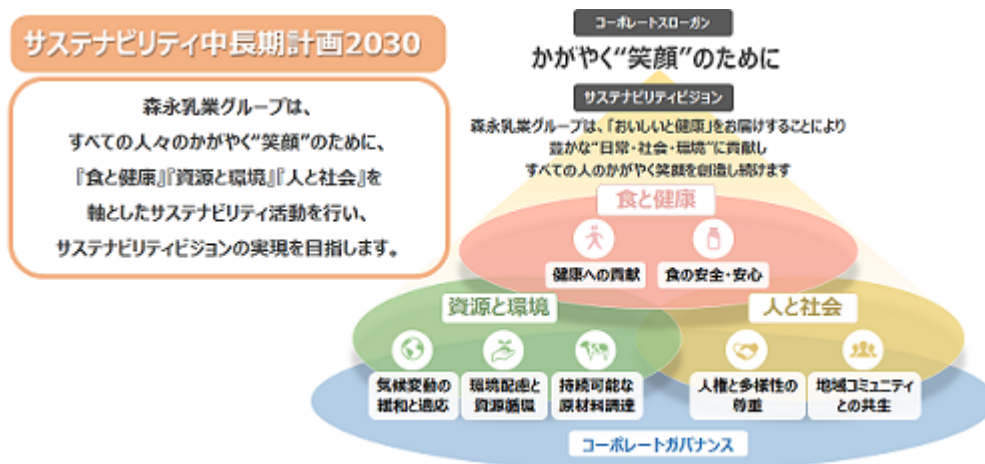 サステナビリティ中長期計画2030
森永乳業グループは、
すべての人々のかがやく“笑顔”のために、
『食と健康』『資源と環境』『人と社会』を
軸としたサステナビリティ活動を行い、
サステナビリティビジョンの実現を目指します。
コーポレートスローガン
かがやく“笑顔”のために
サステナビリティビジョン
森永乳業グループは、「おいしいと健康」をお届けすることにより
豊かな“日常・社会・環境”に貢献し
すべての人のかがやく笑顔を創造し続けます
食と健康
健康への貢献
食の安全・安心
資源と環境
気候変動の
緩和と適応
環境配慮と
資源循環
持続可能な
原材料調達
人と社会
人権と多様性の
尊重
地域コミュニティ
との共生
コーポレートガバナンス